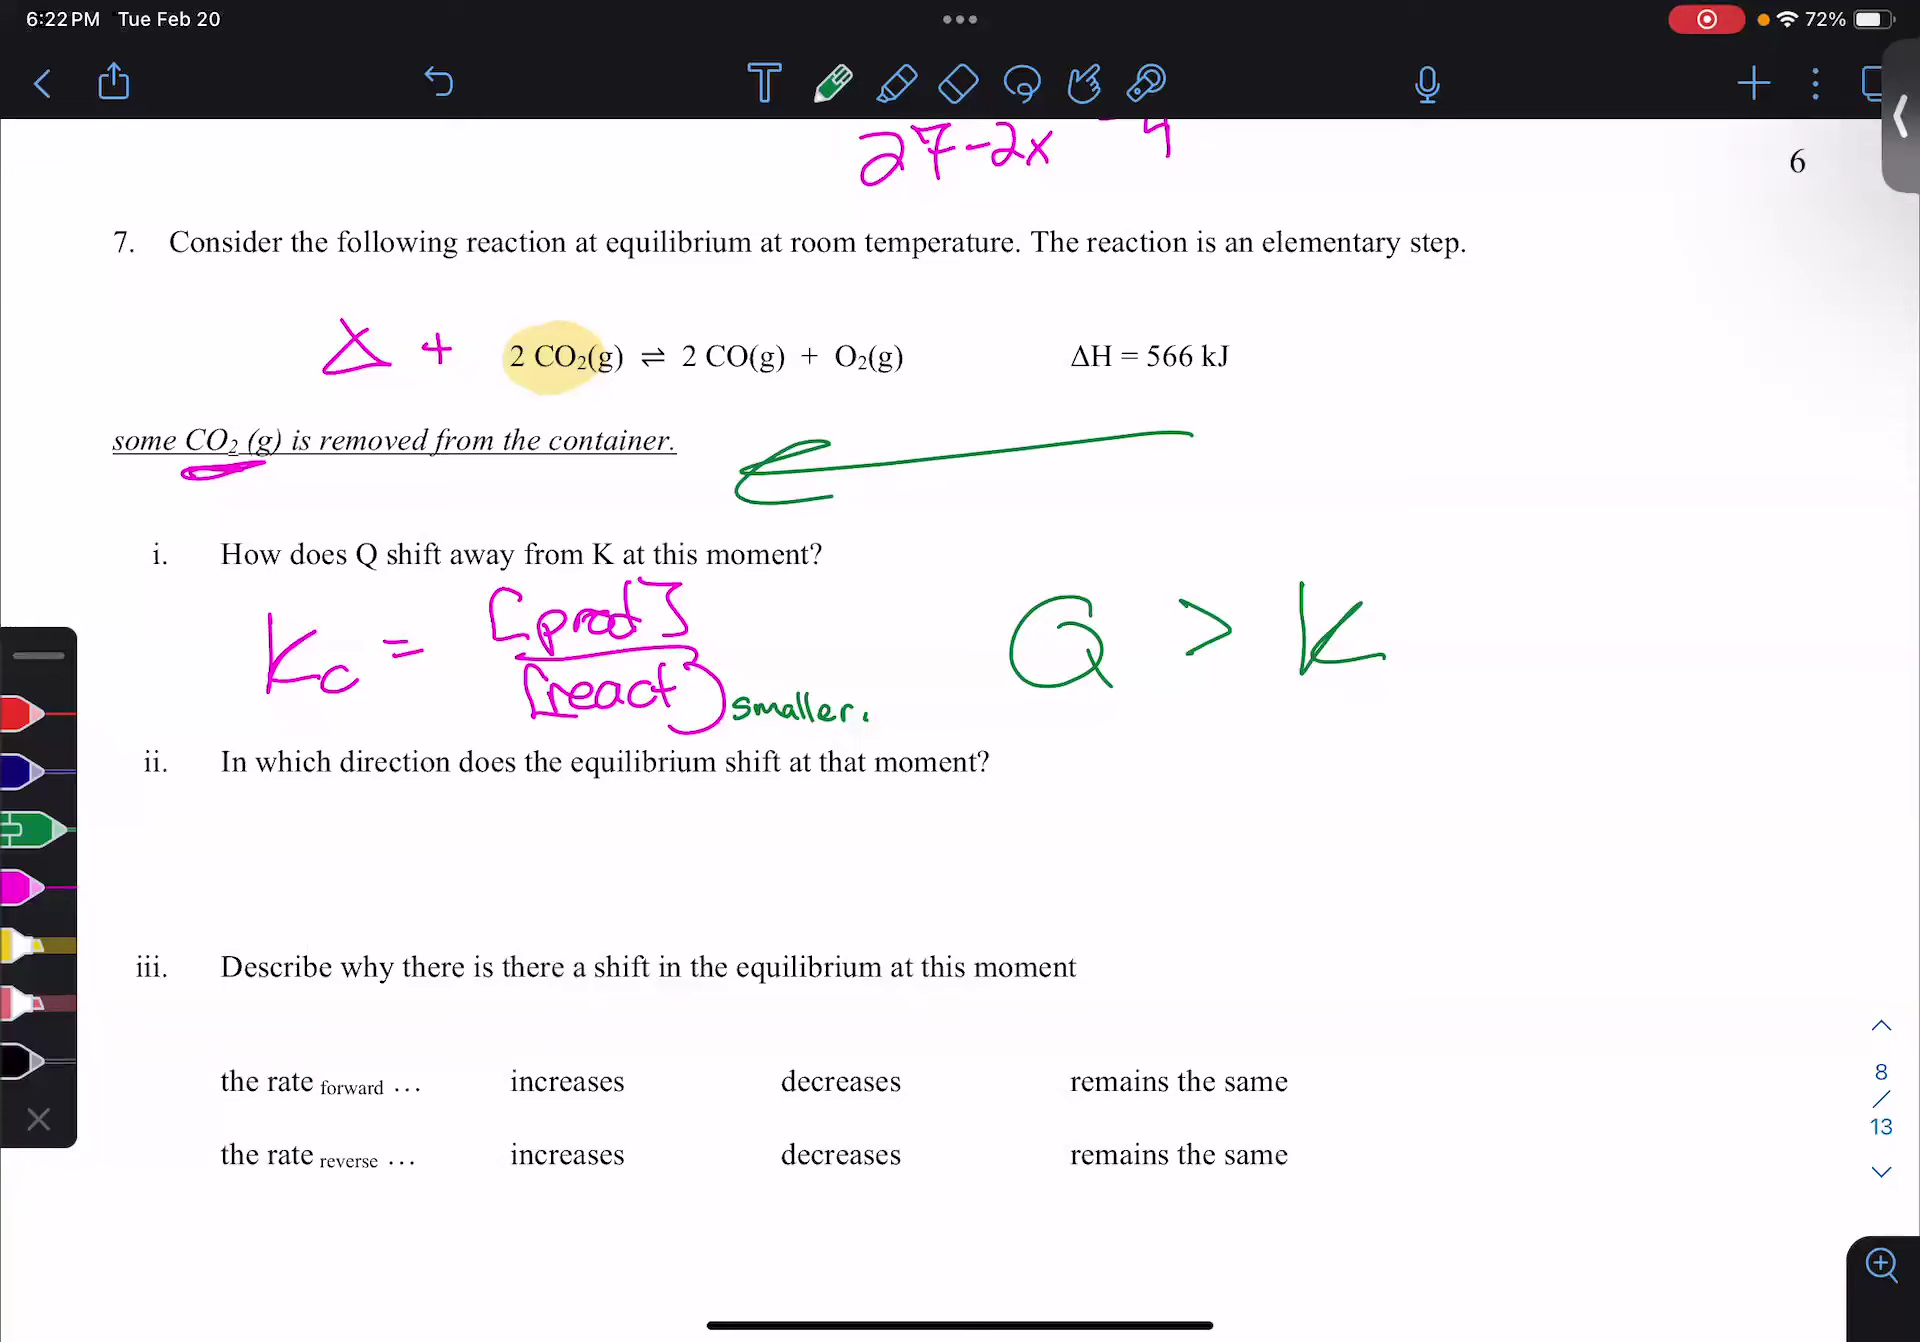 6:22 PM Tue Feb 20
72%
27-2x
6
7. Consider the following reaction at equilibrium at room temperature. The reaction is an elementary step.
Δ + 2 CO₂(g) ⇌ 2 CO(g) + O₂(g) ΔH = 566 kJ
some CO₂ (g) is removed from the container.
i. How does Q shift away from K at this moment?
Kc = [prod] / [react] smaller. Q > K
ii. In which direction does the equilibrium shift at that moment?
iii. Describe why there is there a shift in the equilibrium at this moment
the rate forward … increases decreases remains the same
the rate reverse … increases decreases remains the same
8
/
13